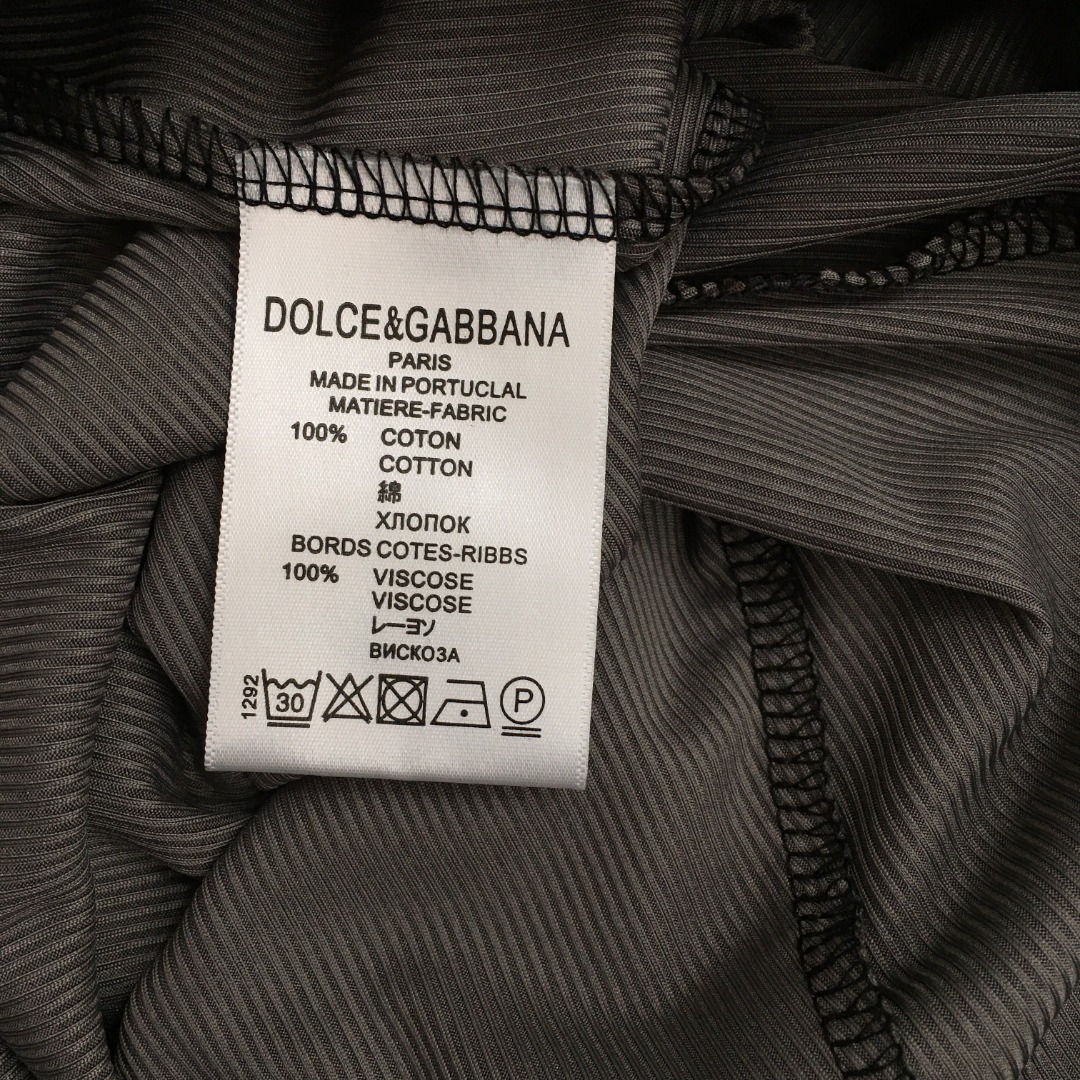 DOLCE&GABBANA
PARIS
MADE IN PORTUCLAL
MATIERE-FABRIC
100% COTON
COTTON
綿
ХЛОПОК
BORDS COTES-RIBBS
100% VISCOSE
VISCOSE
レーヨン
ВИСКОЗА
1292
30
P